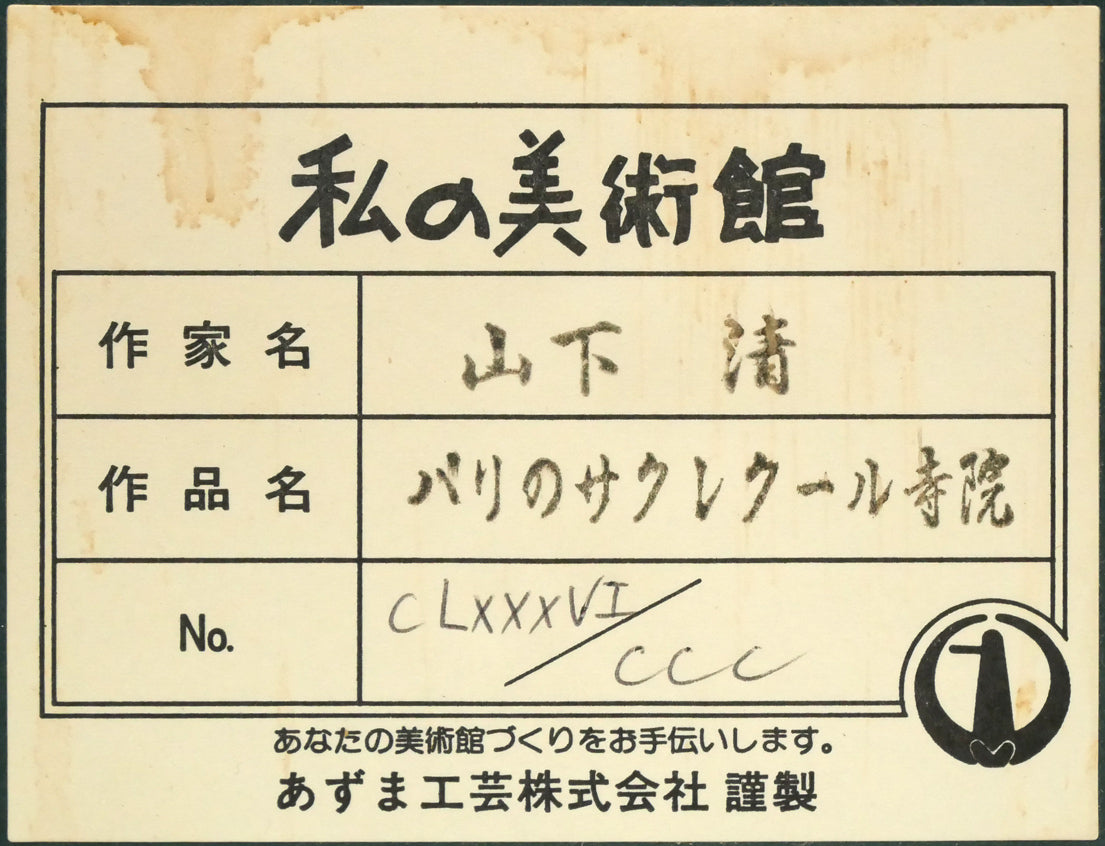 私の美術館
作家名 山下 清
作品名 パリのサクレクール寺院
No. CLXXXVI/CCC
あなたの美術館づくりをお手伝いします。
あずま工芸株式会社 謹製